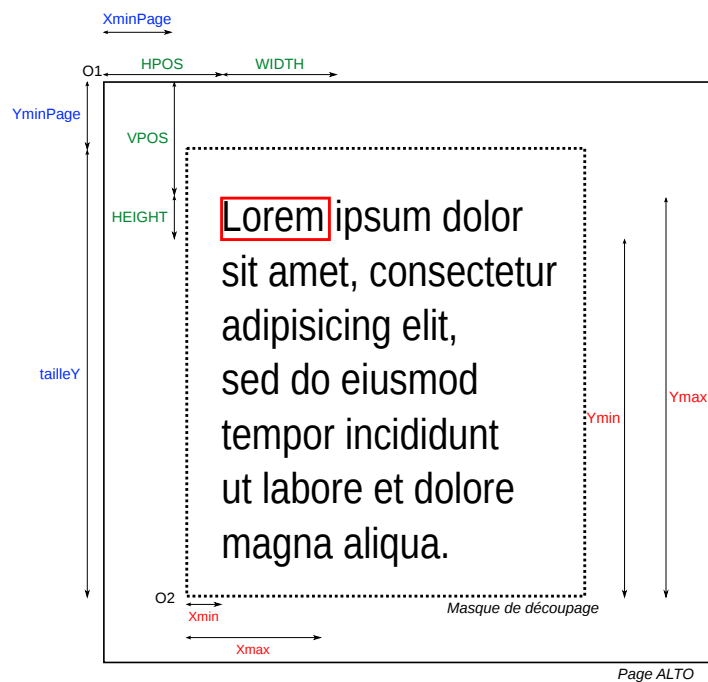 XminPage
O1
HPOS
WIDTH
YminPage
VPOS
HEIGHT
Lorem ipsum dolor
sit amet, consectetur
adipisicing elit,
sed do eiusmod
tempor incididunt
ut labore et dolore
magna aliqua.
tailleY
Ymin
Ymax
O2
Xmin
Masque de découpage
Xmax
Page ALTO